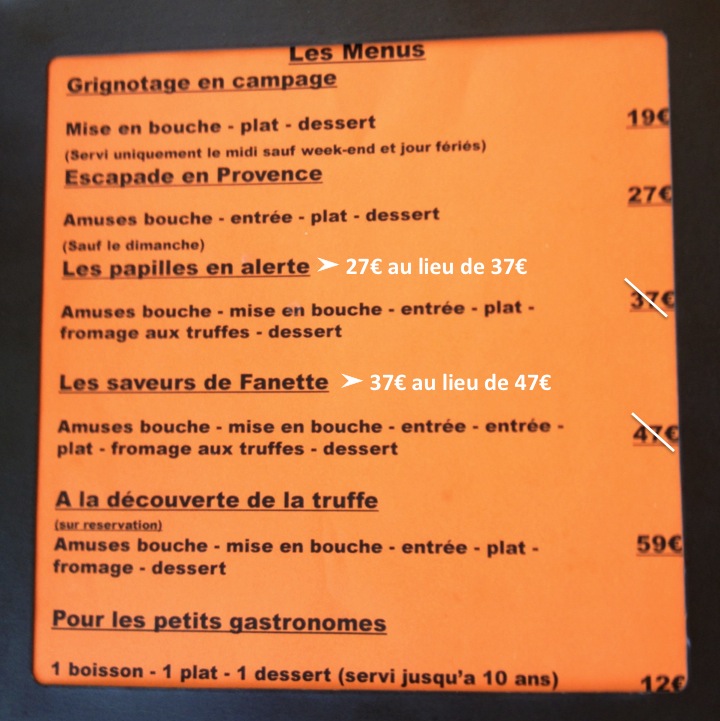 Les Menus
Grignotage en campage
Mise en bouche - plat - dessert 19€
(Servi uniquement le midi sauf week-end et jour fériés)
Escapade en Provence
27€
Amuses bouche - entrée - plat - dessert
(Sauf le dimanche)
Les papilles en alerte ➤ 27€ au lieu de 37€
37€
Amuses bouche - mise en bouche - entrée - plat -
fromage aux truffes - dessert
Les saveurs de Fanette ➤ 37€ au lieu de 47€
Amuses bouche - mise en bouche - entrée - entrée - 47€
plat - fromage aux truffes - dessert
A la découverte de la truffe
(sur reservation)
Amuses bouche - mise en bouche - entrée - plat - 59€
fromage - dessert
Pour les petits gastronomes
1 boisson - 1 plat - 1 dessert (servi jusqu'a 10 ans) 12€